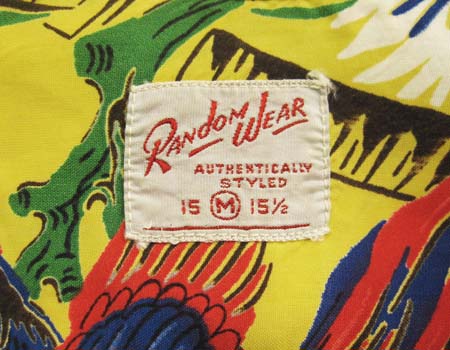 Random Wear
AUTHENTICALLY
STYLED
15 M 15½